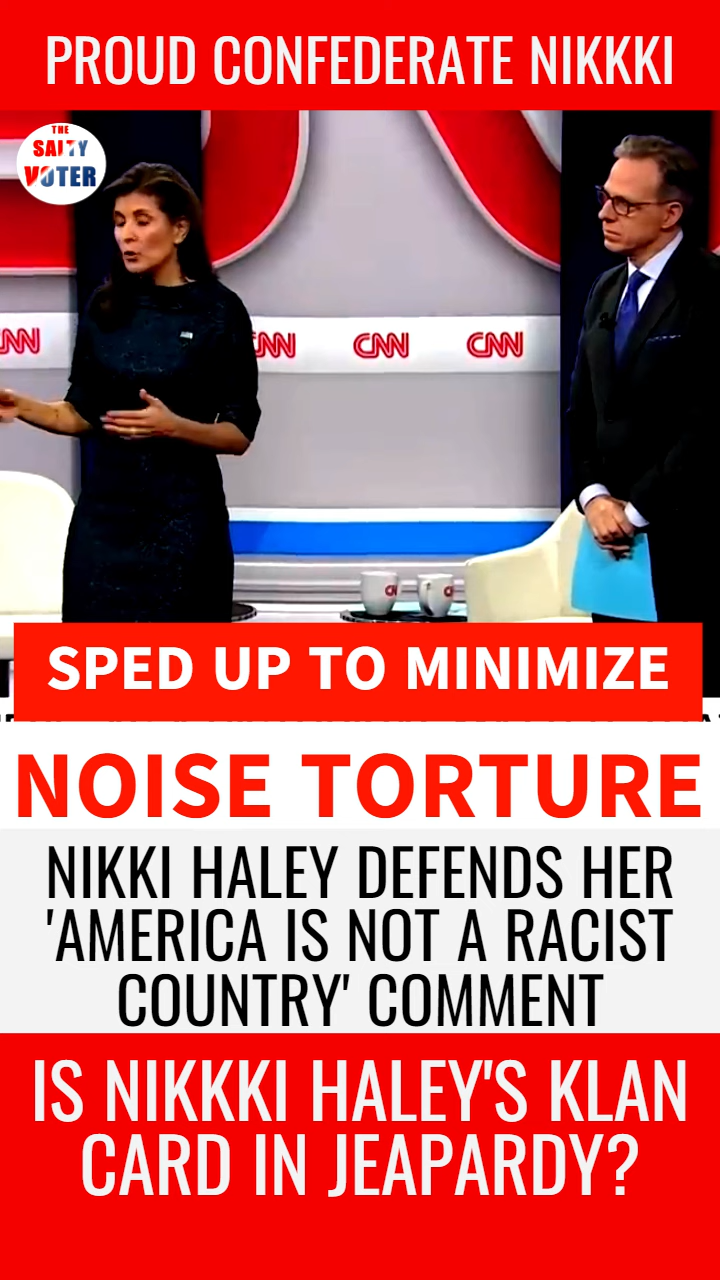 PROUD CONFEDERATE NIKKKI
THE
SALTY
VOTER
CNN
CNN
CNN
CNN
SPED UP TO MINIMIZE
NOISE TORTURE
NIKKI HALEY DEFENDS HER
'AMERICA IS NOT A RACIST
COUNTRY' COMMENT
IS NIKKKI HALEY'S KLAN
CARD IN JEAPARDY?